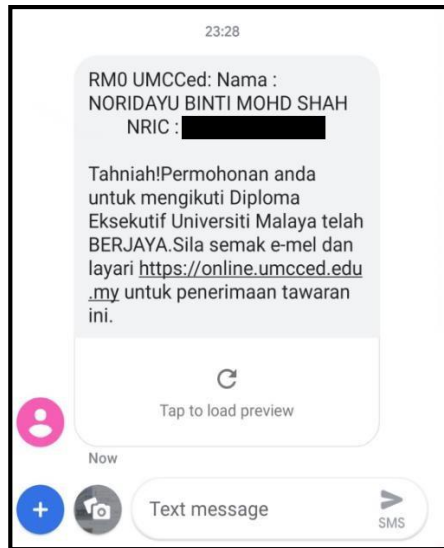 23:28
RM0 UMCCed: Nama :
NORIDAYU BINTI MOHD SHAH
NRIC :
Tahniah!Permohonan anda
untuk mengikuti Diploma
Eksekutif Universiti Malaya telah
BERJAYA.Sila semak e-mel dan
layari https://online.umcced.edu
.my untuk penerimaan tawaran
ini.
Tap to load preview
Now
Text message
SMS